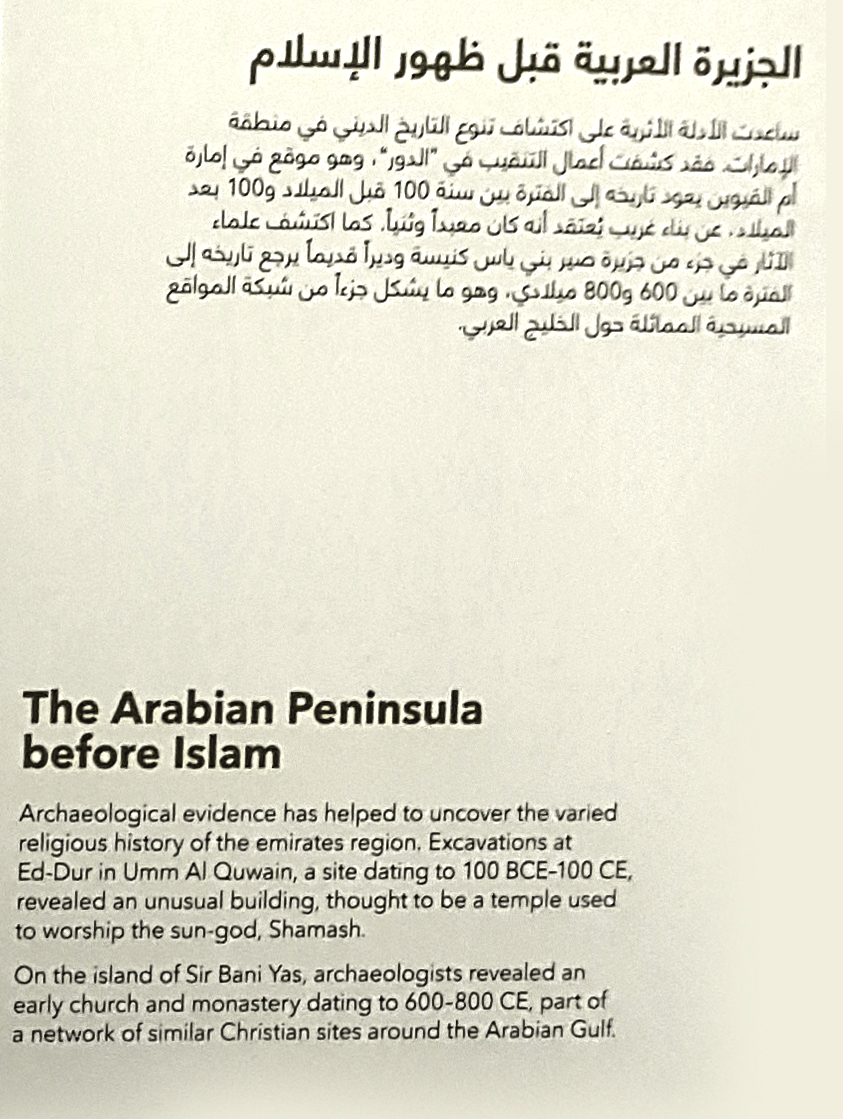 الجزيرة العربية قبل ظهور الإسلام
ساعدت الأدلة الأثرية على اكتشاف تنوع التاريخ الديني في منطقة
الإمارات. فقد كشفت أعمال التنقيب في "الدور"، وهو موقع في إمارة
أم القيوين يعود تاريخه إلى الفترة بين سنة 100 قبل الميلاد و100 بعد
الميلاد، عن بناء غريب يُعتقد أنه كان معبداً وثنياً. كما اكتشف علماء
الآثار في جزء من جزيرة صير بني ياس كنيسة وديراً قديماً يرجع تاريخه إلى
الفترة ما بين 600 و800 ميلادي، وهو ما يشكل جزءاً من شبكة المواقع
المسيحية المماثلة حول الخليج العربي.
The Arabian Peninsula
before Islam
Archaeological evidence has helped to uncover the varied
religious history of the emirates region. Excavations at
Ed-Dur in Umm Al Quwain, a site dating to 100 BCE–100 CE,
revealed an unusual building, thought to be a temple used
to worship the sun-god, Shamash.
On the island of Sir Bani Yas, archaeologists revealed an
early church and monastery dating to 600–800 CE, part of
a network of similar Christian sites around the Arabian Gulf.